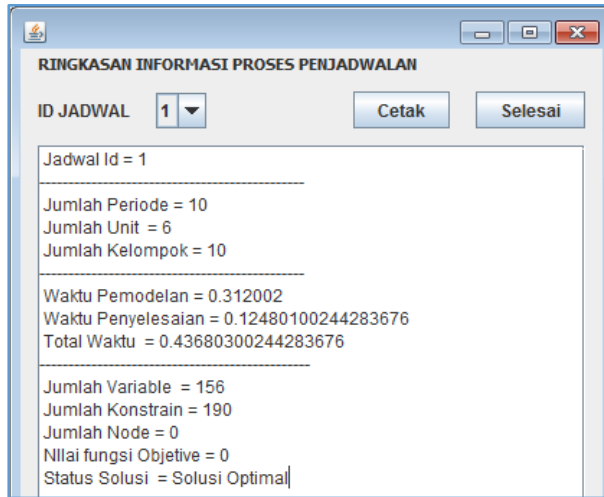 RINGKASAN INFORMASI PROSES PENJADWALAN
ID JADWAL 1 Cetak Selesai
Jadwal Id = 1
------------------------------------------------
Jumlah Periode = 10
Jumlah Unit = 6
Jumlah Kelompok = 10
------------------------------------------------
Waktu Pemodelan = 0.312002
Waktu Penyelesaian = 0.12480100244283676
Total Waktu = 0.43680300244283676
-------------------------------------------------
Jumlah Variable = 156
Jumlah Konstrain = 190
Jumlah Node = 0
NIlai fungsi Objetive = 0
Status Solusi = Solusi Optimal